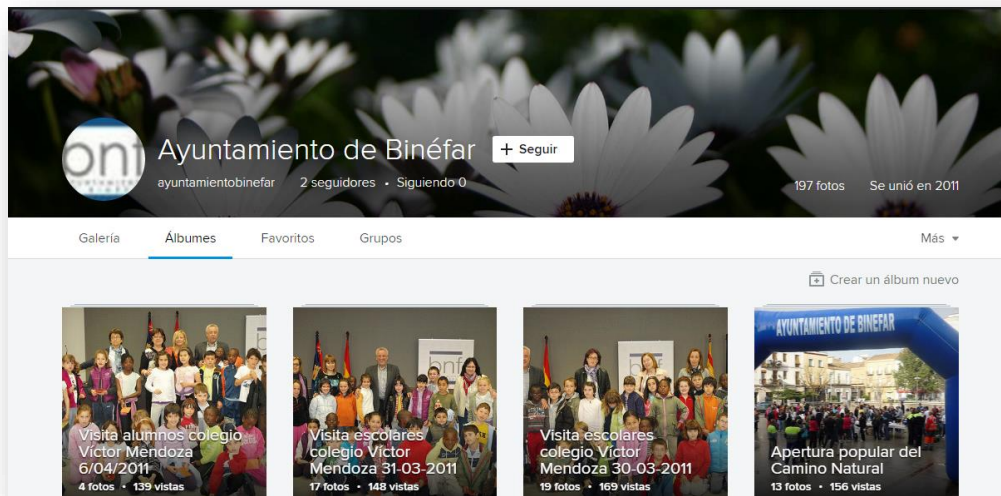 Ayuntamiento de Binéfar
+ Seguir
bnf
ayuntamientobinefar 2 seguidores • Siguiendo 0
197 fotos Se unió en 2011
Galería Álbumes Favoritos Grupos Más
Crear un álbum nuevo
Visita alumnos colegio
Víctor Mendoza
6/04/2011
4 fotos • 139 vistas
Visita escolares
colegio Víctor
Mendoza 31-03-2011
17 fotos • 148 vistas
Visita escolares
colegio Víctor
Mendoza 30-03-2011
19 fotos • 169 vistas
AYUNTAMIENTO DE BINEFAR
Apertura popular del
Camino Natural
13 fotos • 156 vistas